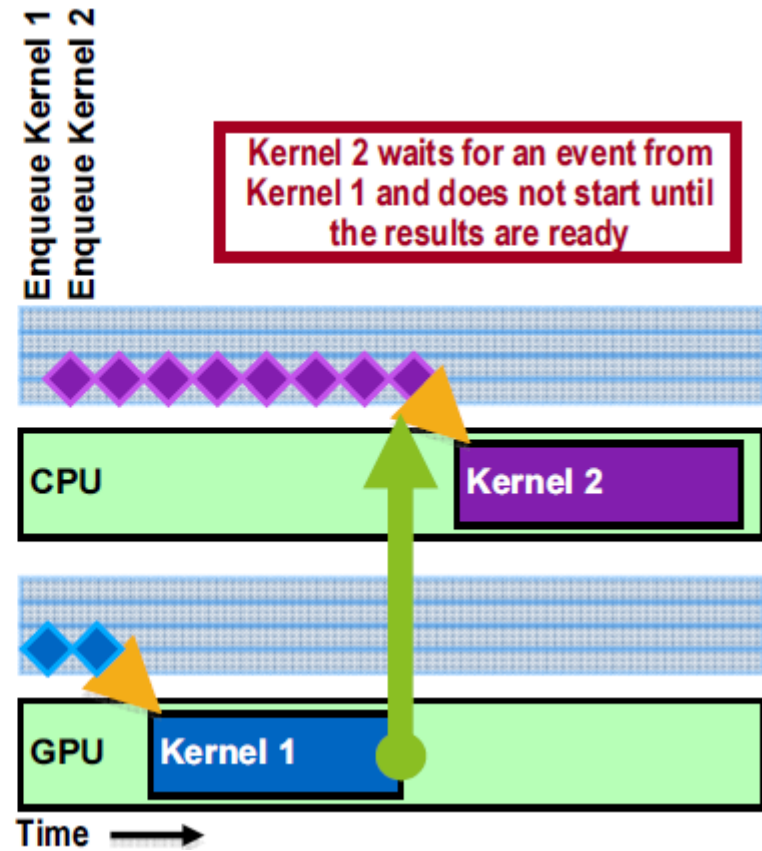 Enqueue Kernel 1
Enqueue Kernel 2
Kernel 2 waits for an event from
Kernel 1 and does not start until
the results are ready
CPU
Kernel 2
GPU
Kernel 1
Time